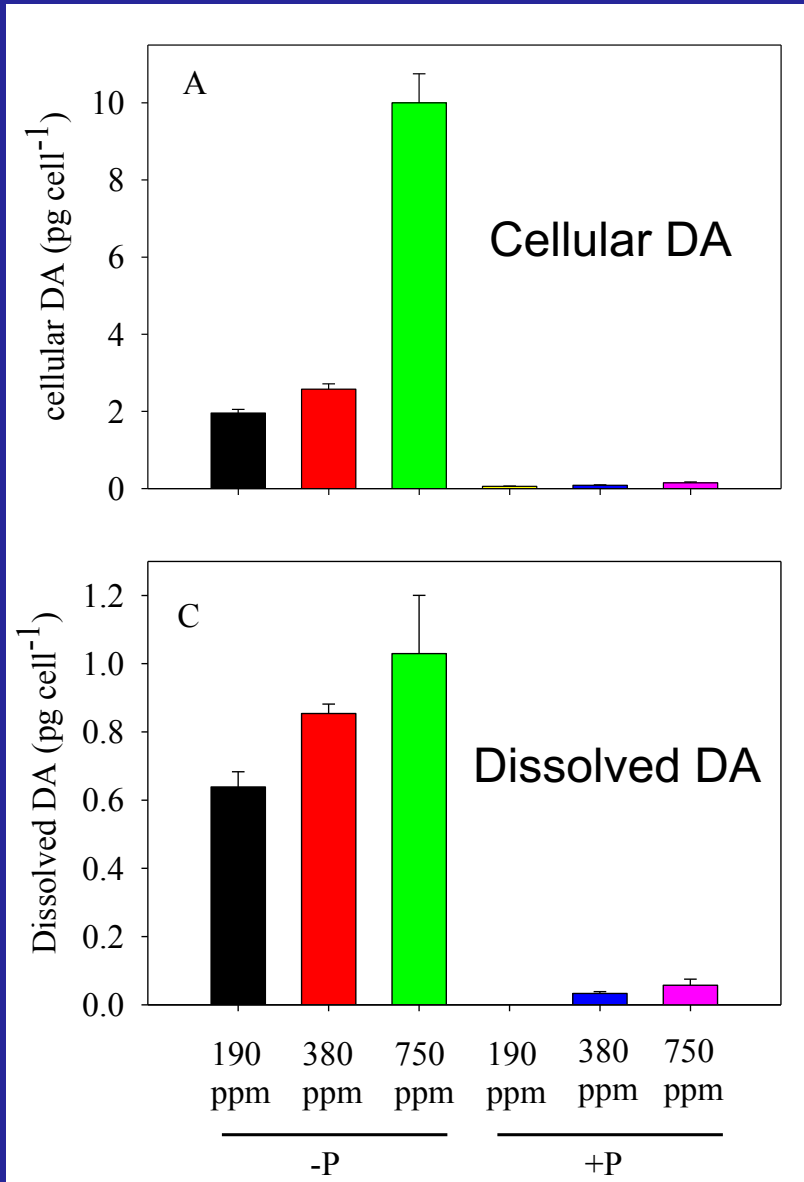 A
Cellular DA
cellular DA (pg cell-1)
10
8
6
4
2
0
C
Dissolved DA
Dissolved DA (pg cell-1)
1.2
1.0
0.8
0.6
0.4
0.2
0.0
190 380 750 190 380 750
ppm ppm ppm ppm ppm ppm
-P +P